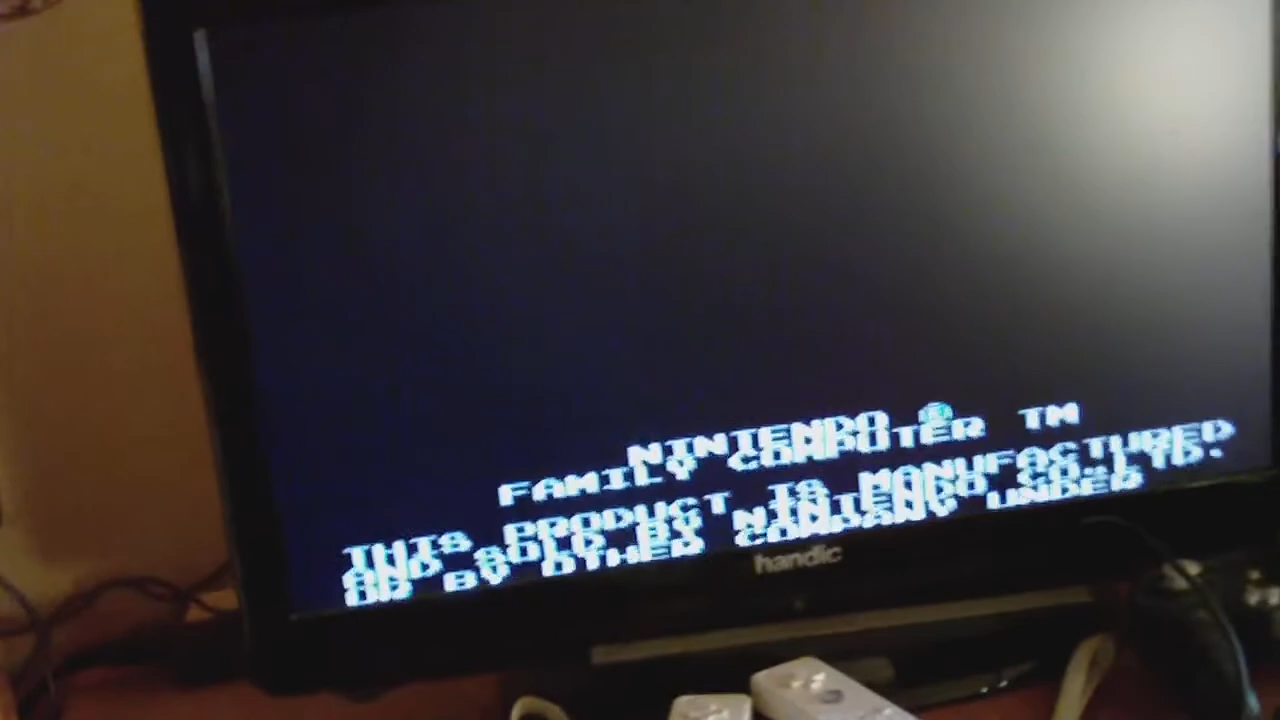 NINTENDO ®
FAMILY COMPUTER TM
THIS PRODUCT IS MANUFACTURED
AND SOLD BY NINTENDO CO.,LTD.
OR BY OTHER COMPANY UNDER
handic